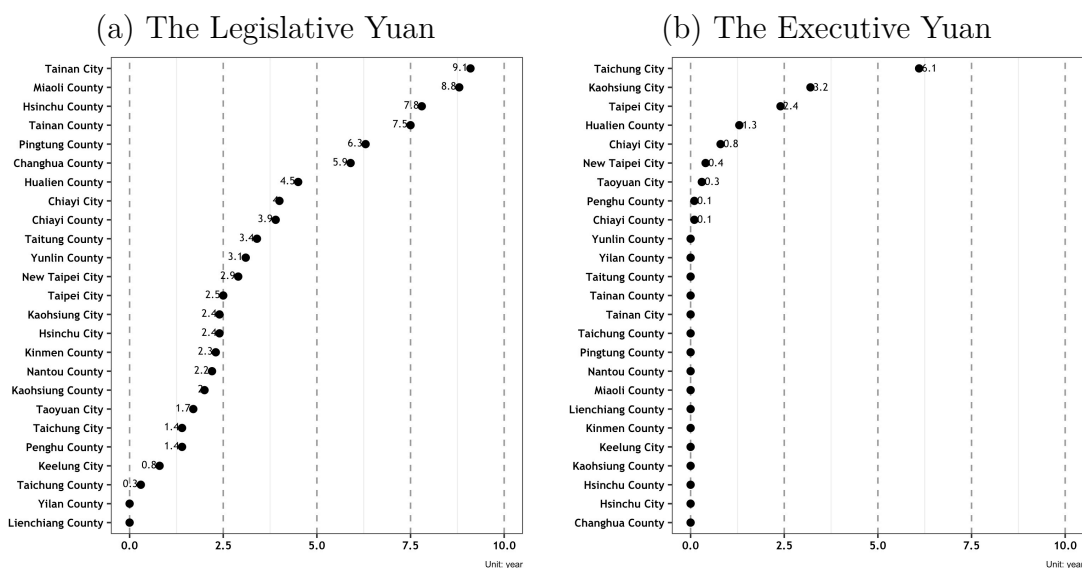 (a) The Legislative Yuan
Tainan City 9.1
Miaoli County 8.8
Hsinchu County 7.8
Tainan County 7.5
Pingtung County 6.3
Changhua County 5.9
Hualien County 4.5
Chiayi City 4
Chiayi County 3.9
Taitung County 3.4
Yunlin County 3.1
New Taipei City 2.9
Taipei City 2.5
Kaohsiung City 2.4
Hsinchu City 2.4
Kinmen County 2.3
Nantou County 2.2
Kaohsiung County 2
Taoyuan City 1.7
Taichung City 1.4
Penghu County 1.4
Keelung City 0.8
Taichung County 0.3
Yilan County
Lienchiang County
0.0 2.5 5.0 7.5 10.0
Unit: year
(b) The Executive Yuan
Taichung City 6.1
Kaohsiung City 3.2
Taipei City 2.4
Hualien County 1.3
Chiayi City 0.8
New Taipei City 0.4
Taoyuan City 0.3
Penghu County 0.1
Chiayi County 0.1
Yunlin County
Yilan County
Taitung County
Tainan County
Tainan City
Taichung County
Pingtung County
Nantou County
Miaoli County
Lienchiang County
Kinmen County
Keelung City
Kaohsiung County
Hsinchu County
Hsinchu City
Changhua County
0.0 2.5 5.0 7.5 10.0
Unit: year